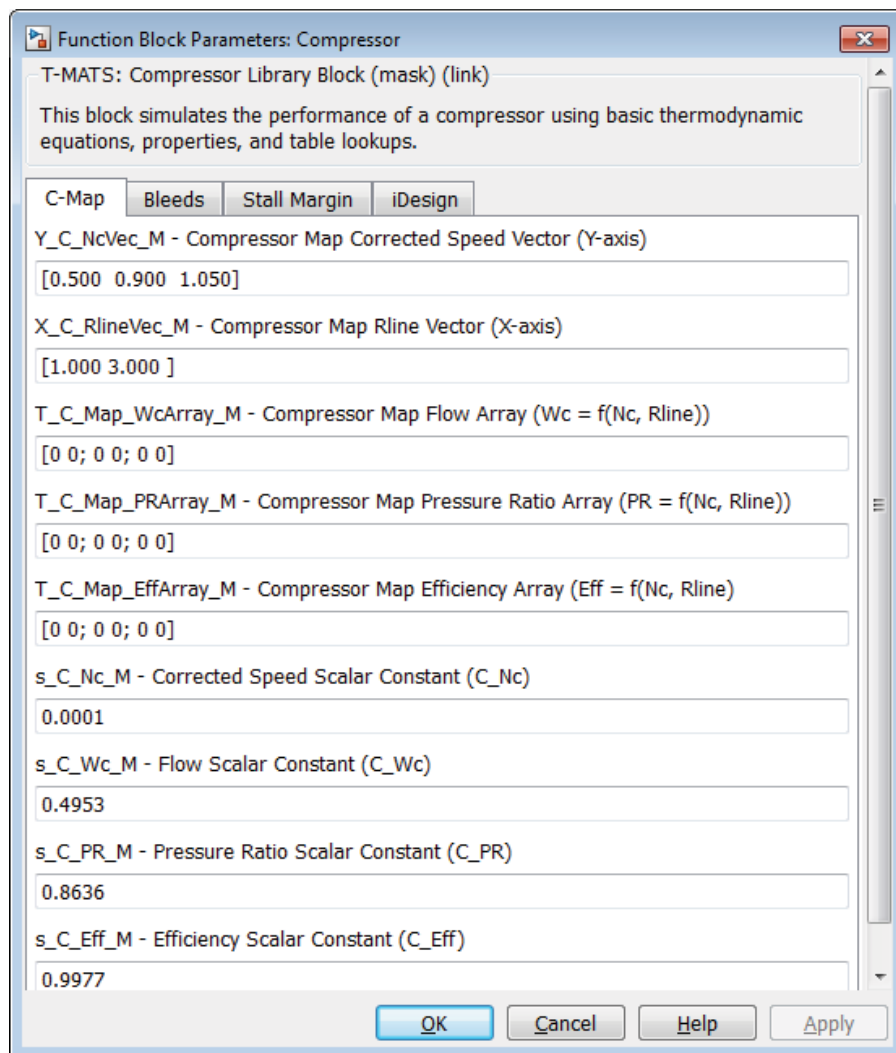 Function Block Parameters: Compressor
T-MATS: Compressor Library Block (mask) (link)
This block simulates the performance of a compressor using basic thermodynamic
equations, properties, and table lookups.
C-Map Bleeds Stall Margin iDesign
Y_C_NcVec_M - Compressor Map Corrected Speed Vector (Y-axis)
[0.500  0.900  1.050]
X_C_RlineVec_M - Compressor Map Rline Vector (X-axis)
[1.000 3.000 ]
T_C_Map_WcArray_M - Compressor Map Flow Array (Wc = f(Nc, Rline))
[0 0; 0 0; 0 0]
T_C_Map_PRArray_M - Compressor Map Pressure Ratio Array (PR = f(Nc, Rline))
[0 0; 0 0; 0 0]
T_C_Map_EffArray_M - Compressor Map Efficiency Array (Eff = f(Nc, Rline)
[0 0; 0 0; 0 0]
s_C_Nc_M - Corrected Speed Scalar Constant (C_Nc)
0.0001
s_C_Wc_M - Flow Scalar Constant (C_Wc)
0.4953
s_C_PR_M - Pressure Ratio Scalar Constant (C_PR)
0.8636
s_C_Eff_M - Efficiency Scalar Constant (C_Eff)
0.9977
OK Cancel Help Apply